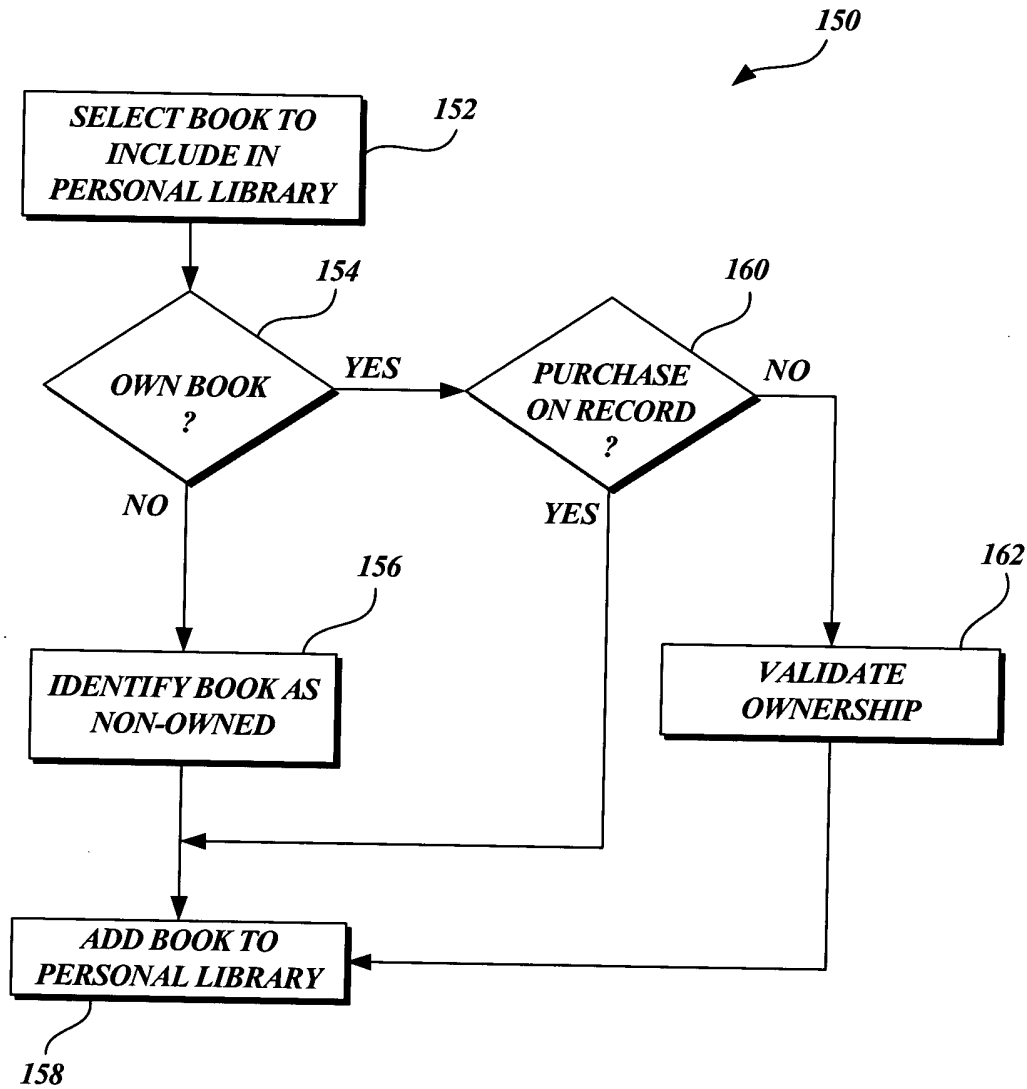 150
SELECT BOOK TO
INCLUDE IN
PERSONAL LIBRARY
152
154
OWN BOOK
?
YES
NO
160
PURCHASE
ON RECORD
?
NO
YES
156
IDENTIFY BOOK AS
NON-OWNED
162
VALIDATE
OWNERSHIP
ADD BOOK TO
PERSONAL LIBRARY
158